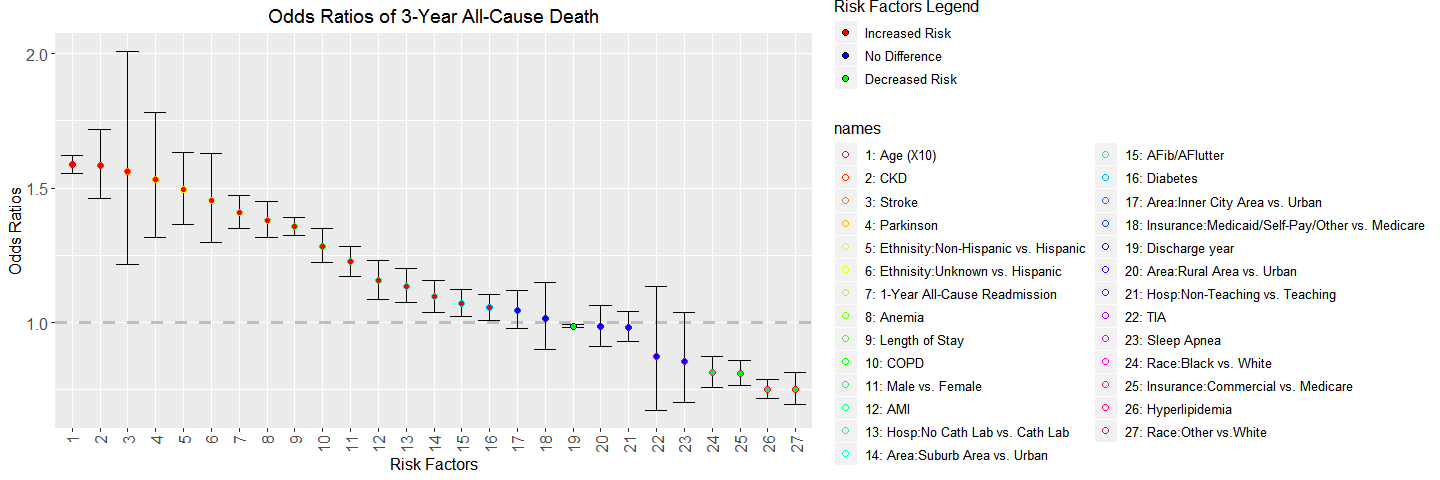 Odds Ratios of 3-Year All-Cause Death
Odds Ratios
2.0
1.5
1.0
1 2 3 4 5 6 7 8 9 10 11 12 13 14 15 16 17 18 19 20 21 22 23 24 25 26 27
Risk Factors
Risk Factors Legend
Increased Risk
No Difference
Decreased Risk
names
1: Age (X10)
2: CKD
3: Stroke
4: Parkinson
5: Ethnisity:Non-Hispanic vs. Hispanic
6: Ethnisity:Unknown vs. Hispanic
7: 1-Year All-Cause Readmission
8: Anemia
9: Length of Stay
10: COPD
11: Male vs. Female
12: AMI
13: Hosp:No Cath Lab vs. Cath Lab
14: Area:Suburb Area vs. Urban
15: AFib/AFlutter
16: Diabetes
17: Area:Inner City Area vs. Urban
18: Insurance:Medicaid/Self-Pay/Other vs. Medicare
19: Discharge year
20: Area:Rural Area vs. Urban
21: Hosp:Non-Teaching vs. Teaching
22: TIA
23: Sleep Apnea
24: Race:Black vs. White
25: Insurance:Commercial vs. Medicare
26: Hyperlipidemia
27: Race:Other vs.White